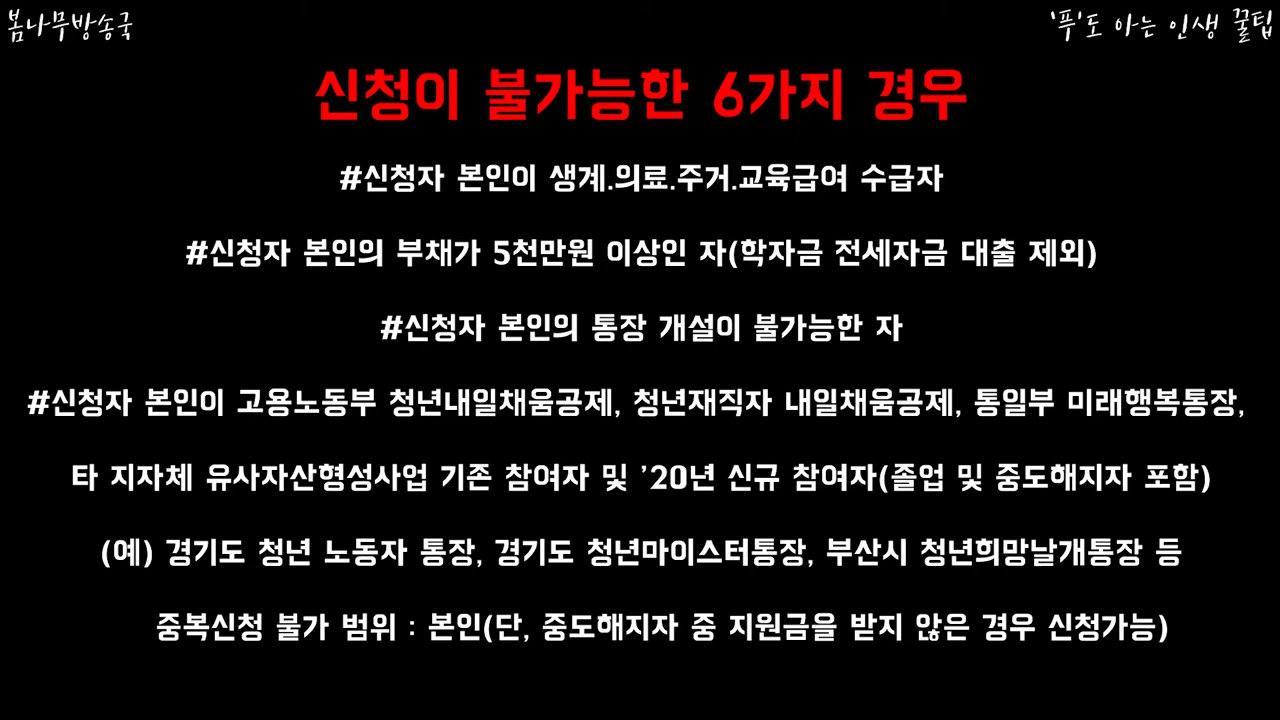 봄나무방송국
'푸'도 아는 인생 꿀팁
신청이 불가능한 6가지 경우
#신청자 본인이 생계.의료.주거.교육급여 수급자
#신청자 본인의 부채가 5천만원 이상인 자(학자금 전세자금 대출 제외)
#신청자 본인의 통장 개설이 불가능한 자
#신청자 본인이 고용노동부 청년내일채움공제, 청년재직자 내일채움공제, 통일부 미래행복통장,
타 지자체 유사자산형성사업 기존 참여자 및 '20년 신규 참여자(졸업 및 중도해지자 포함)
(예) 경기도 청년 노동자 통장, 경기도 청년마이스터통장, 부산시 청년희망날개통장 등
중복신청 불가 범위 : 본인(단, 중도해지자 중 지원금을 받지 않은 경우 신청가능)